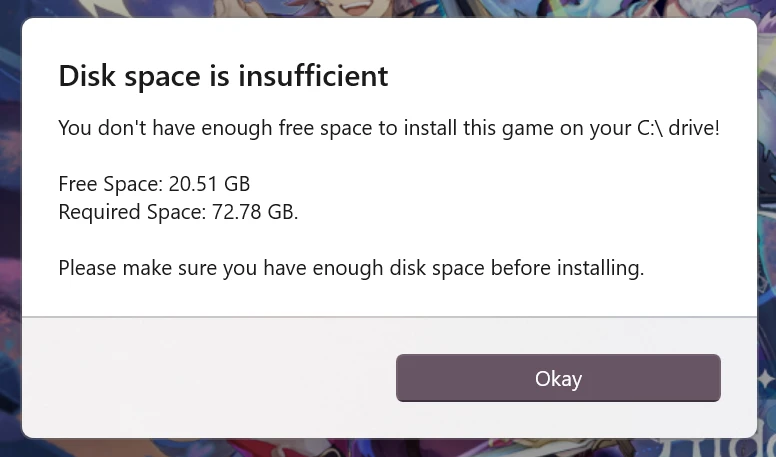 Disk space is insufficient
You don't have enough free space to install this game on your C:\ drive!
Free Space: 20.51 GB
Required Space: 72.78 GB.
Please make sure you have enough disk space before installing.
Okay